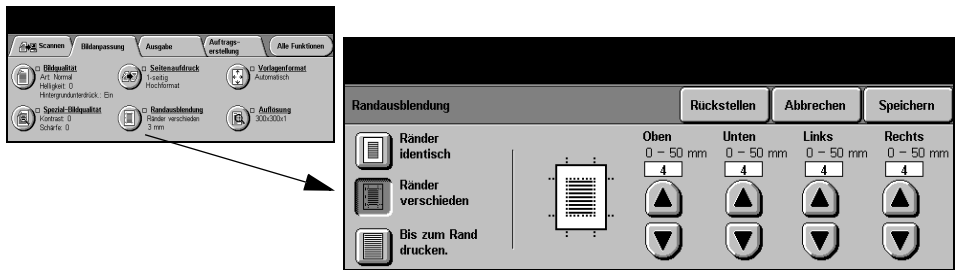 Scannen
Bildanpassung
Ausgabe
Auftrags-
erstellung
Alle Funktionen
Bildqualität
Art: Normal
Helligkeit: 0
Hintergrundunterdrück.: Ein
Seitenaufdruck
1-seitig
Hochformat
Vorlagenformat
Automatisch
Spezial-Bildqualität
Kontrast: 0
Schärfe: 0
Randausblendung
Ränder verschieden
3 mm
Auflösung
300x300x1
Randausblendung
Rückstellen
Abbrechen
Speichern
Ränder
identisch
Ränder
verschieden
Bis zum Rand
drucken.
Oben
0 – 50 mm
4
Unten
0 – 50 mm
4
Links
0 – 50 mm
4
Rechts
0 – 50 mm
4